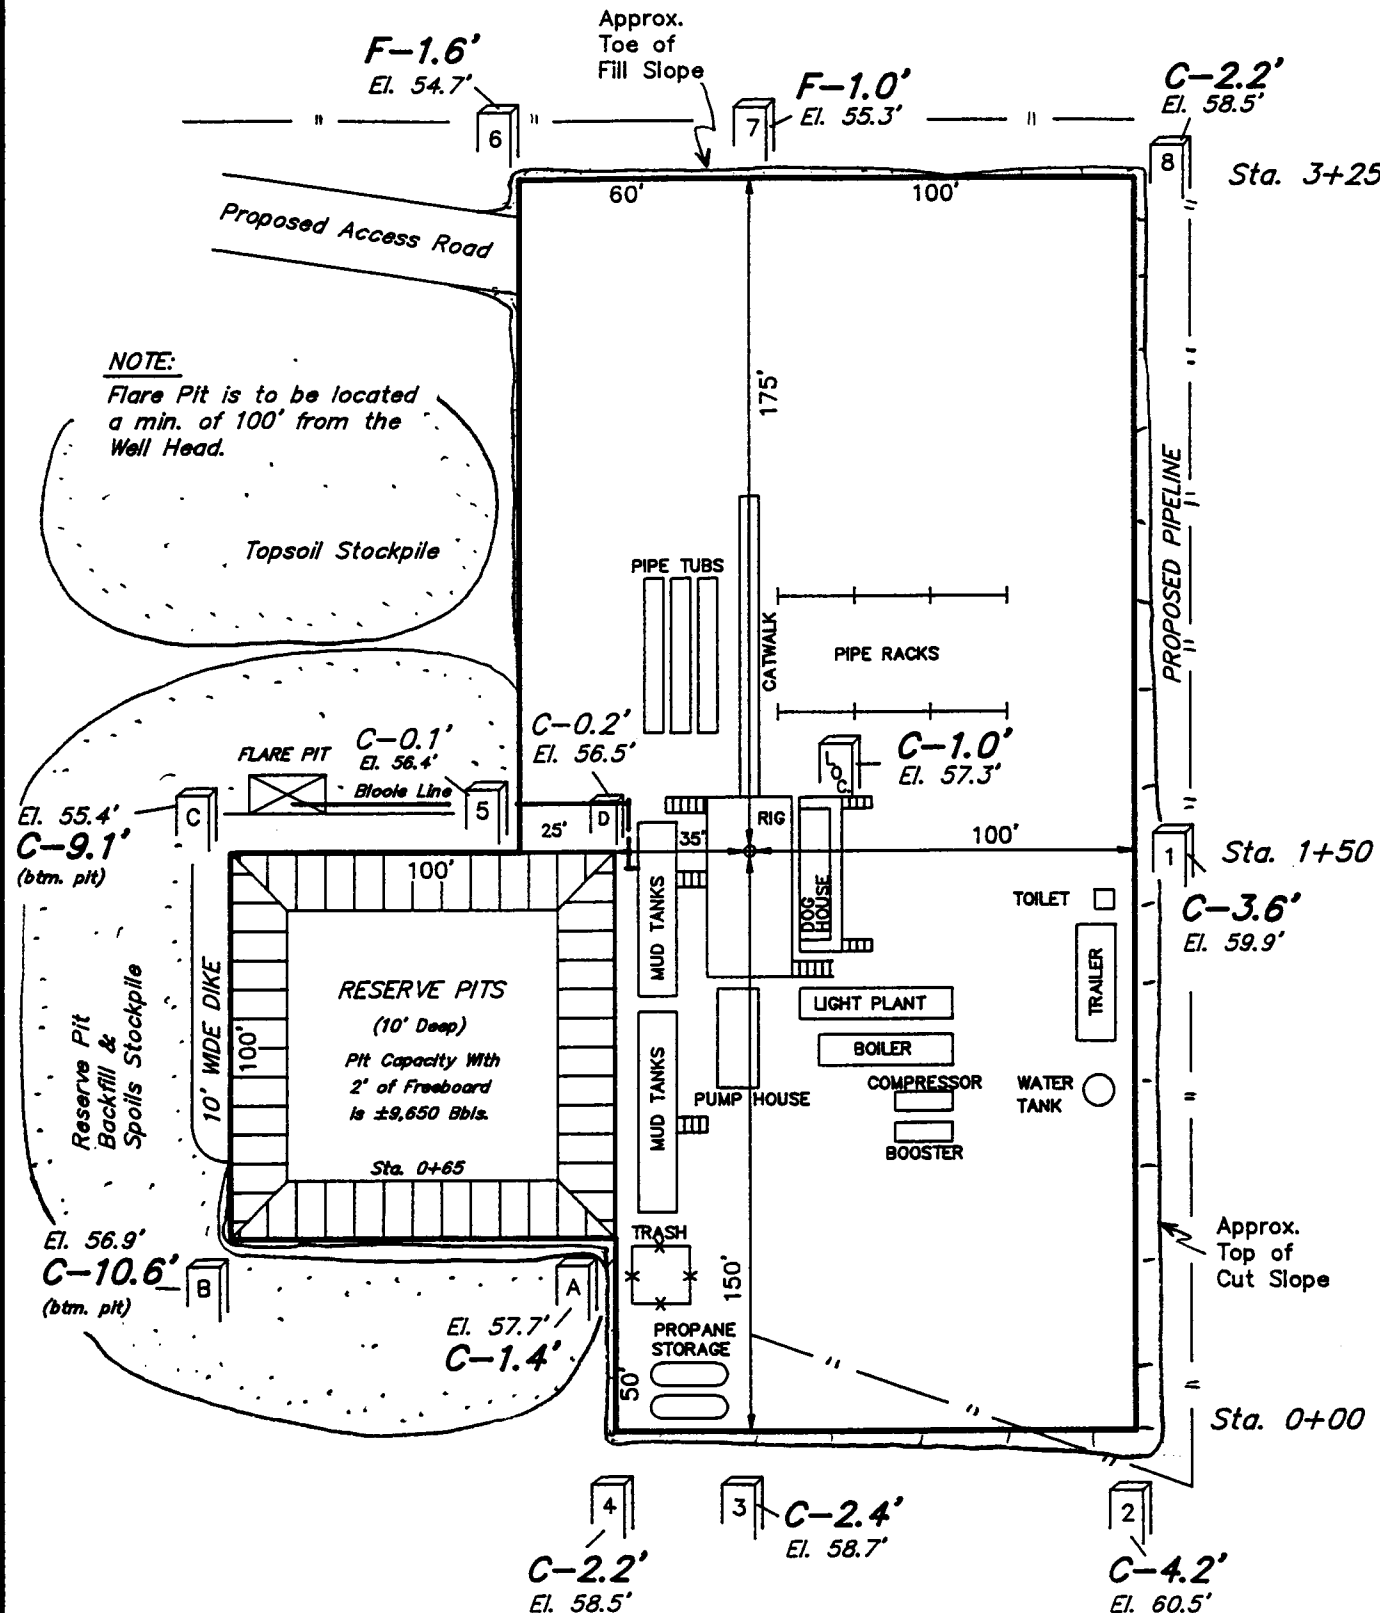 Approx.
Toe of
Fill Slope
F-1.6'
El. 54.7'
6
F-1.0'
El. 55.3'
7
C-2.2'
El. 58.5'
8
Sta. 3+25
60'
100'
Proposed Access Road
NOTE:
Flare Pit is to be located
a min. of 100' from the
Well Head.
175'
Topsoil Stockpile
PROPOSED PIPELINE
PIPE TUBS
CATWALK
PIPE RACKS
C-0.2'
El. 56.5'
C-0.1'
El. 56.4'
FLARE PIT
Blooie Line
LOC.
C-1.0'
El. 57.3'
El. 55.4'
C-9.1'
(btm. pit)
C
5
25'
D
35'
RIG
100'
1
Sta. 1+50
C-3.6'
El. 59.9'
100'
MUD TANKS
DOG HOUSE
TOILET
TRAILER
Reserve Pit
Backfill &
Spoils Stockpile
10' WIDE DIKE
100'
RESERVE PITS
(10' Deep)
Pit Capacity With
2' of Freeboard
is ±9,650 Bbls.
Sta. 0+65
MUD TANKS
PUMP HOUSE
LIGHT PLANT
BOILER
COMPRESSOR
BOOSTER
WATER
TANK
El. 56.9'
C-10.6'
(btm. pit)
B
A
El. 57.7'
C-1.4'
TRASH
150'
PROPANE
STORAGE
50'
Approx.
Top of
Cut Slope
Sta. 0+00
4
C-2.2'
El. 58.5'
3
C-2.4'
El. 58.7'
2
C-4.2'
El. 60.5'